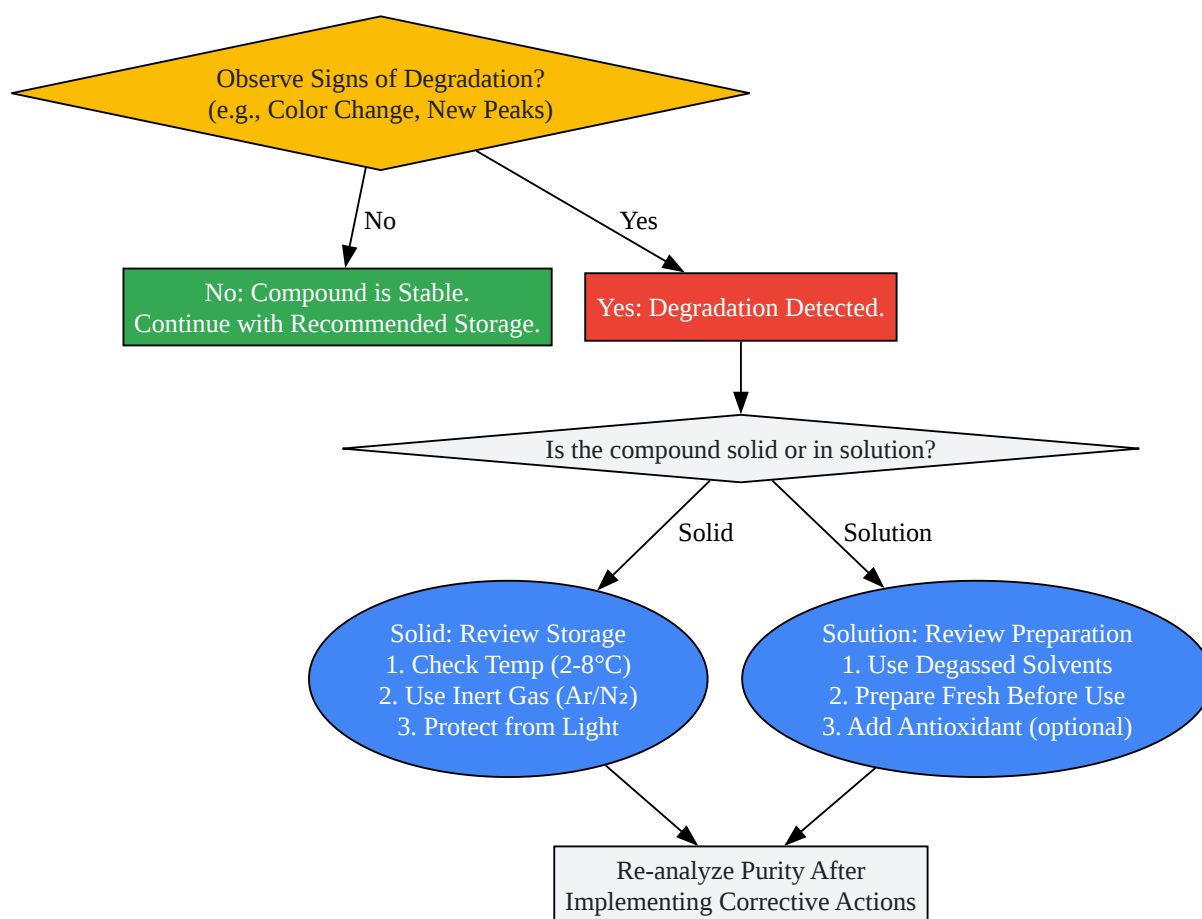 Observe Signs of Degradation?
(e.g., Color Change, New Peaks)
No
Yes
No: Compound is Stable.
Continue with Recommended Storage.
Yes: Degradation Detected.
Is the compound solid or in solution?
Solid
Solution
Solid: Review Storage
1. Check Temp (2-8°C)
2. Use Inert Gas (Ar/N₂)
3. Protect from Light
Solution: Review Preparation
1. Use Degassed Solvents
2. Prepare Fresh Before Use
3. Add Antioxidant (optional)
Re-analyze Purity After
Implementing Corrective Actions